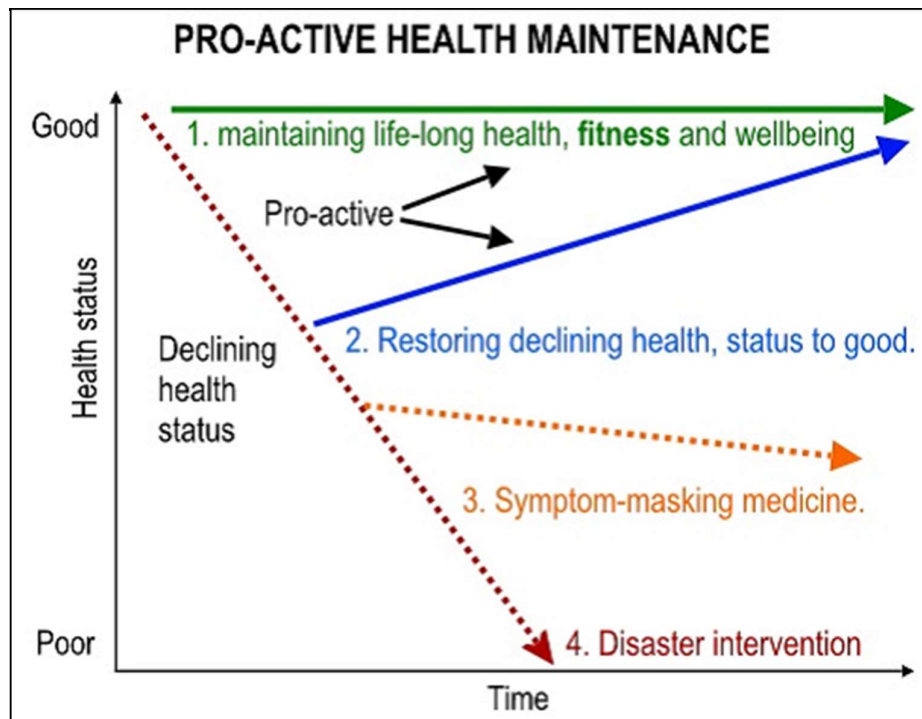 PRO-ACTIVE HEALTH MAINTENANCE
Good
1. maintaining life-long health, fitness and wellbeing
Pro-active
Health status
Declining
health
status
2. Restoring declining health, status to good.
3. Symptom-masking medicine.
Poor
4. Disaster intervention
Time